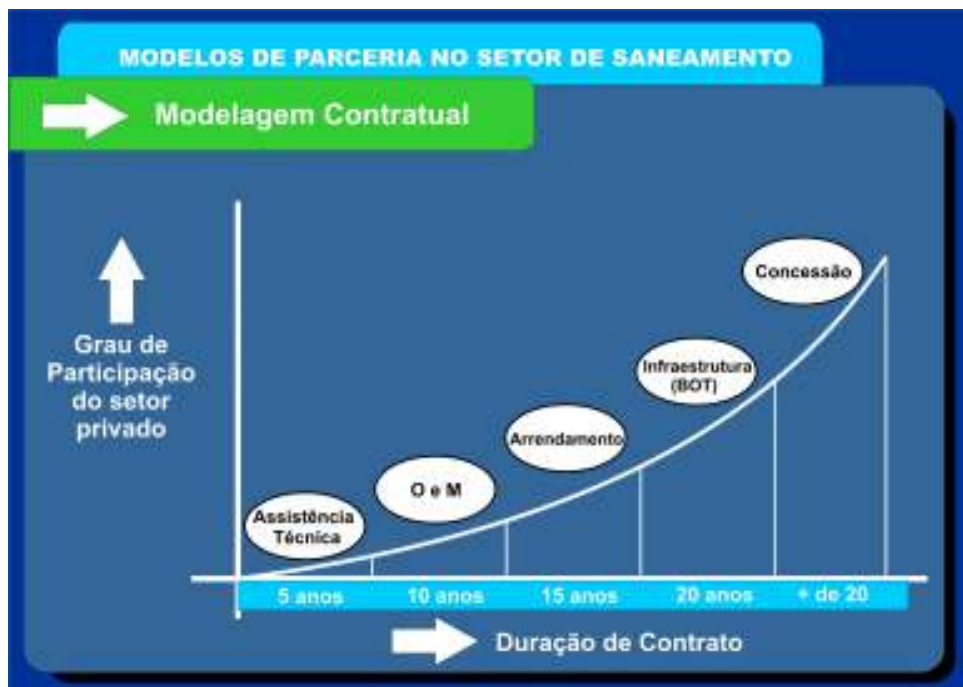 MODELOS DE PARCERIA NO SETOR DE SANEAMENTO
Modelagem Contratual
Grau de
Participação
do setor
privado
Concessão
Infraestrutura
(BOT)
Arrendamento
O e M
Assistência
Técnica
5 anos
10 anos
15 anos
20 anos
+ de 20
Duração de Contrato